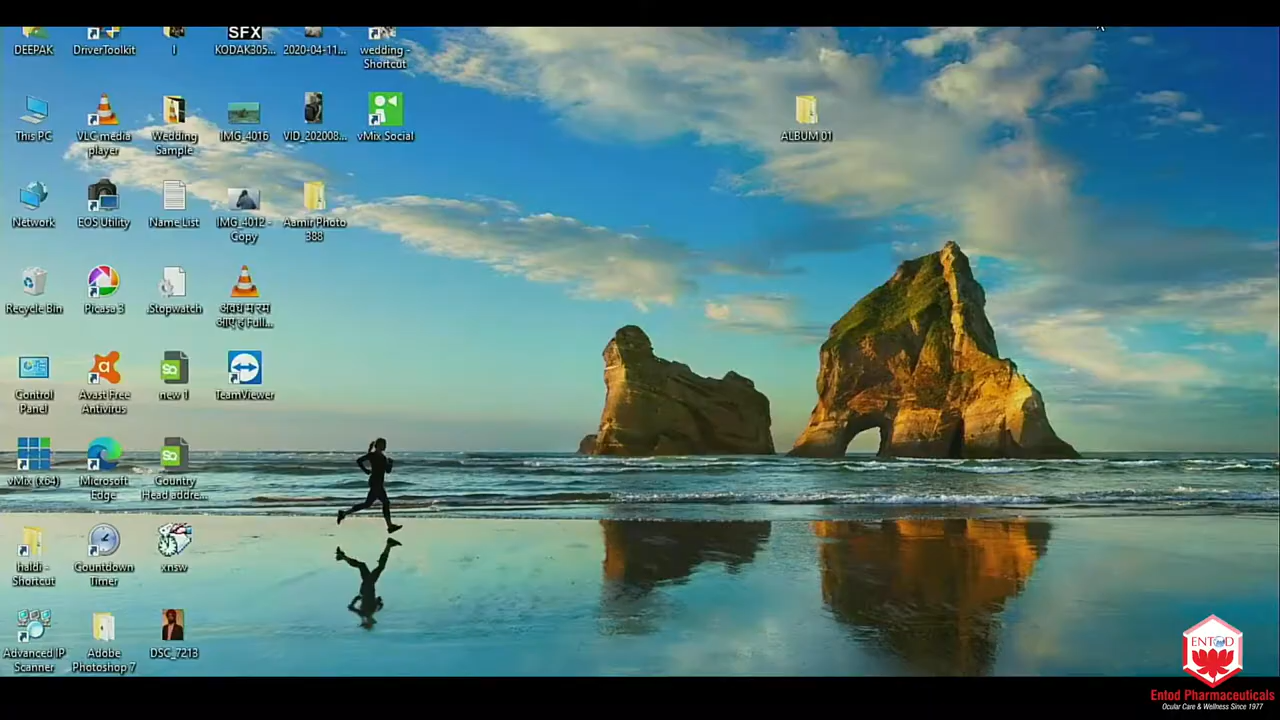 DEEPAK
DriverToolkit
I
SFX
KODAK305...
2020-04-11...
wedding -
Shortcut
This PC
VLC media
player
Wedding
Sample
IMG_4016
VID_202008...
vMix Social
ALBUM 01
Network
EOS Utility
Name List
IMG_4012 -
Copy
Aamir Photo
388
Recycle Bin
Picasa 3
.Stopwatch
Full...
Control
Panel
Avast Free
Antivirus
new 1
TeamViewer
vMix (x64)
Microsoft
Edge
Country
Head addre...
haldi -
Shortcut
Countdown
Timer
xnsw
Advanced IP
Scanner
Adobe
Photoshop 7
DSC_7213
ENTOD
Entod Pharmaceuticals
Ocular Care & Wellness Since 1977